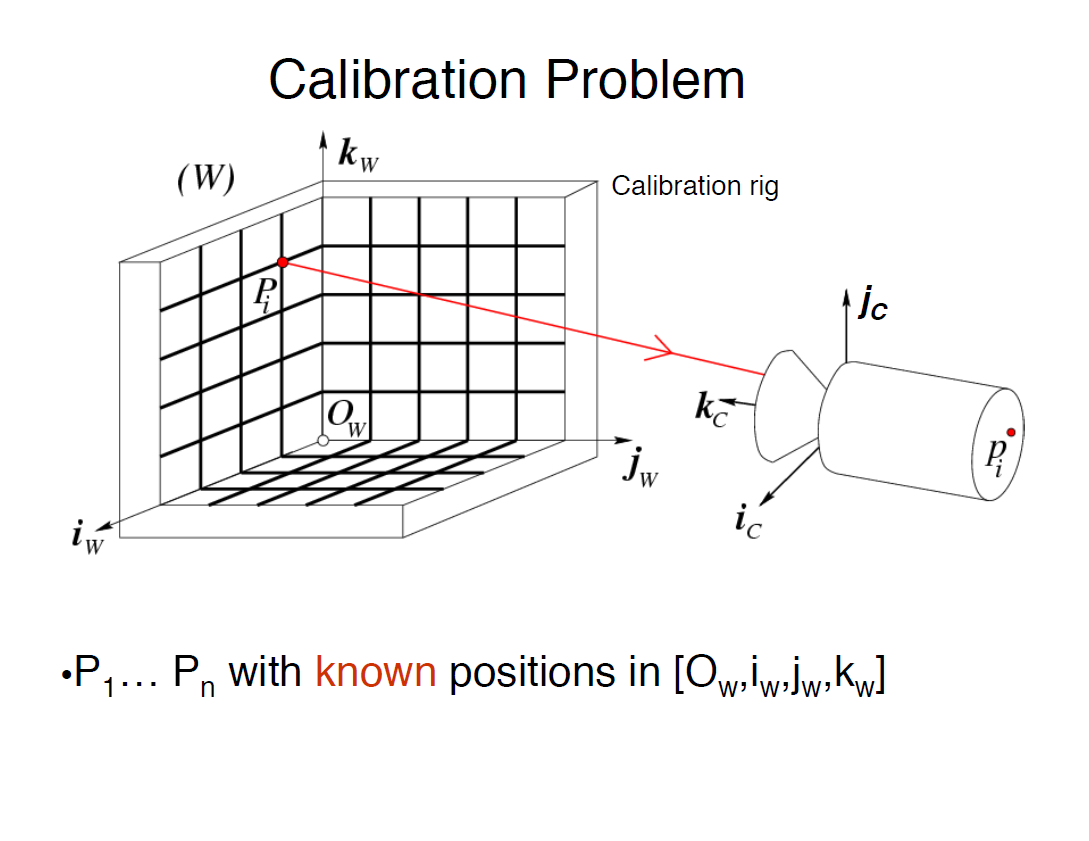 Calibration Problem
k_W
(W)
Calibration rig
P_i
j_C
k_C
O_W
p_i
j_W
i_C
i_W
•P_1… P_n with known positions in [O_w,i_w,j_w,k_w]